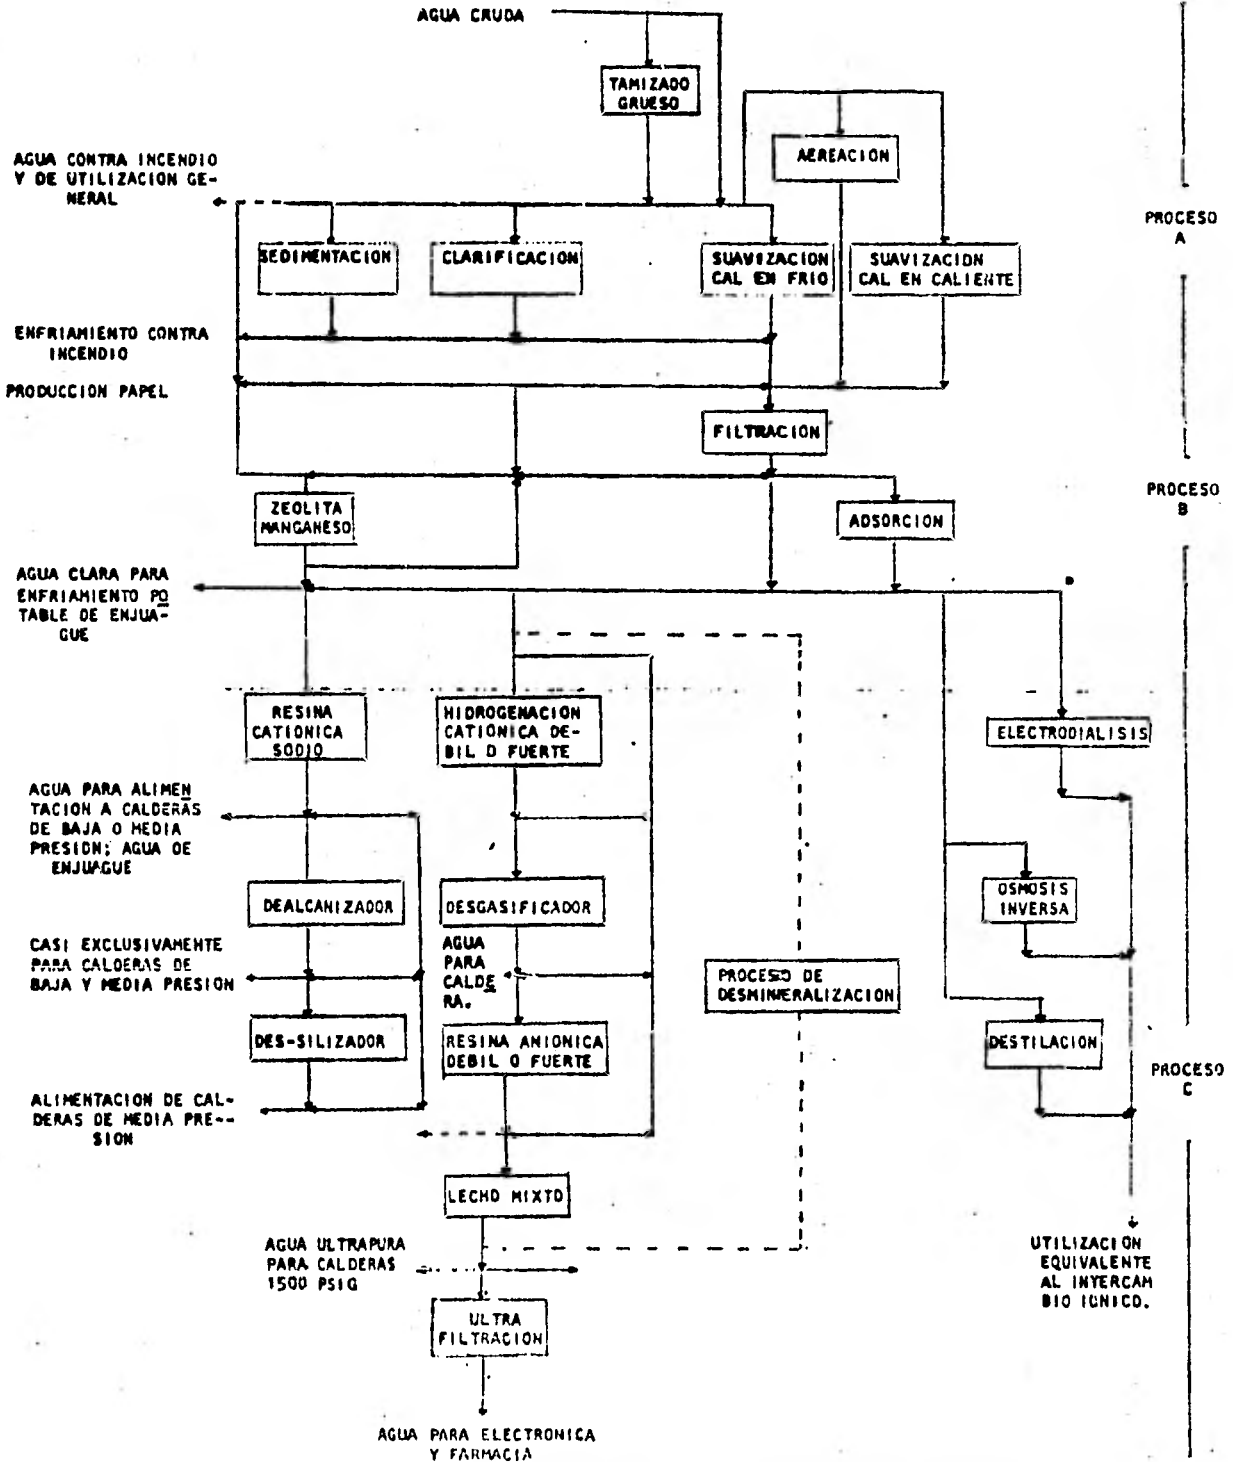 AGUA CRUDA
TAMIZADO
GRUESO
AEREACION
AGUA CONTRA INCENDIO
Y DE UTILIZACION GE-
NERAL
PROCESO
A
SEDIMENTACION
CLARIFICACION
SUAVIZACION
CAL EN FRIO
SUAVIZACION
CAL EN CALIENTE
ENFRIAMIENTO CONTRA
INCENDIO
PRODUCCION PAPEL
FILTRACION
PROCESO
B
ZEOLITA
MANGANESO
ADSORCION
AGUA CLARA PARA
ENFRIAMIENTO PO
TABLE DE ENJUA-
GUE
RESINA
CATIONICA
SODIO
HIDROGENACION
CATIONICA DE-
BIL O FUERTE
ELECTRODIALISIS
AGUA PARA ALIMEN
TACION A CALDERAS
DE BAJA O MEDIA
PRESION; AGUA DE
ENJUAGUE
DEALCANIZADOR
DESGASIFICADOR
OSMOSIS
INVERSA
CASI EXCLUSIVAMENTE
PARA CALDERAS DE
BAJA Y MEDIA PRESION
AGUA
PARA
CALDE
RA.
PROCESO DE
DESMINERALIZACION
DES-SILIZADOR
RESINA ANIONICA
DEBIL O FUERTE
DESTILACION
PROCESO
C
ALIMENTACION DE CAL-
DERAS DE MEDIA PRE--
SION
LECHO MIXTO
AGUA ULTRAPURA
PARA CALDERAS
1500 PSIG
UTILIZACION
EQUIVALENTE
AL INTERCAM
BIO IONICO.
ULTRA
FILTRACION
AGUA PARA ELECTRONICA
Y FARMACIA